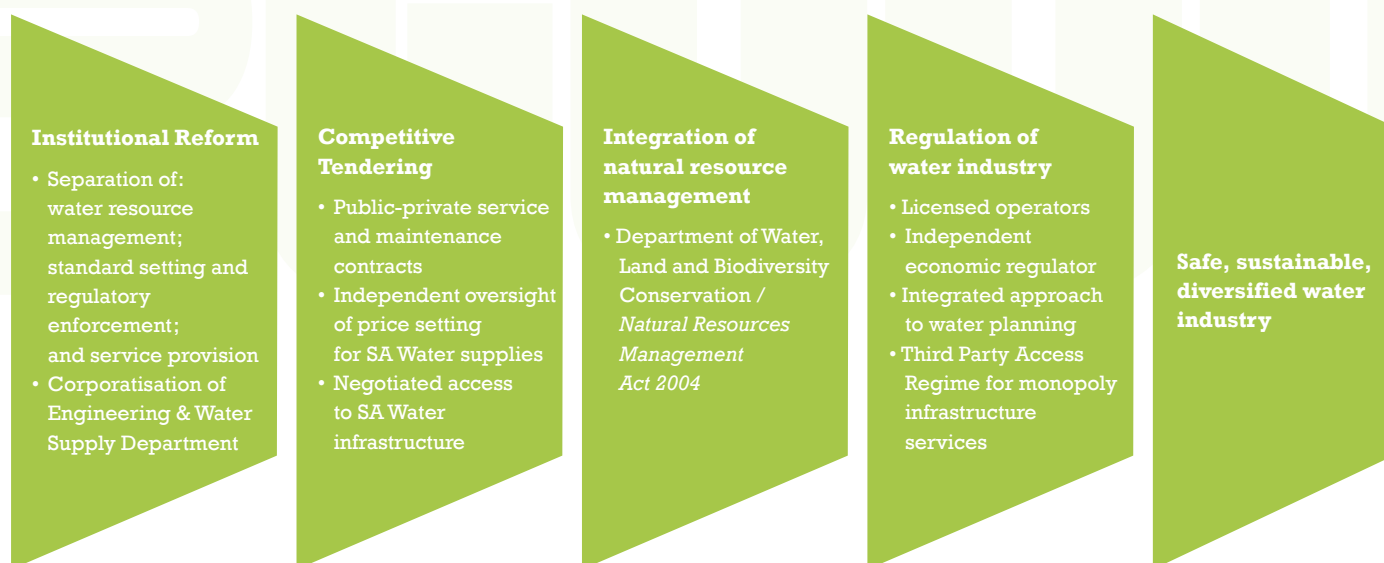 Institutional Reform
• Separation of:
water resource
management;
standard setting and
regulatory
enforcement;
and service provision
• Corporatisation of
Engineering & Water
Supply Department
Competitive
Tendering
• Public-private service
and maintenance
contracts
• Independent oversight
of price setting
for SA Water supplies
• Negotiated access
to SA Water
infrastructure
Integration of
natural resource
management
• Department of Water,
Land and Biodiversity
Conservation /
Natural Resources
Management
Act 2004
Regulation of
water industry
• Licensed operators
• Independent
economic regulator
• Integrated approach
to water planning
• Third Party Access
Regime for monopoly
infrastructure
services
Safe, sustainable,
diversified water
industry